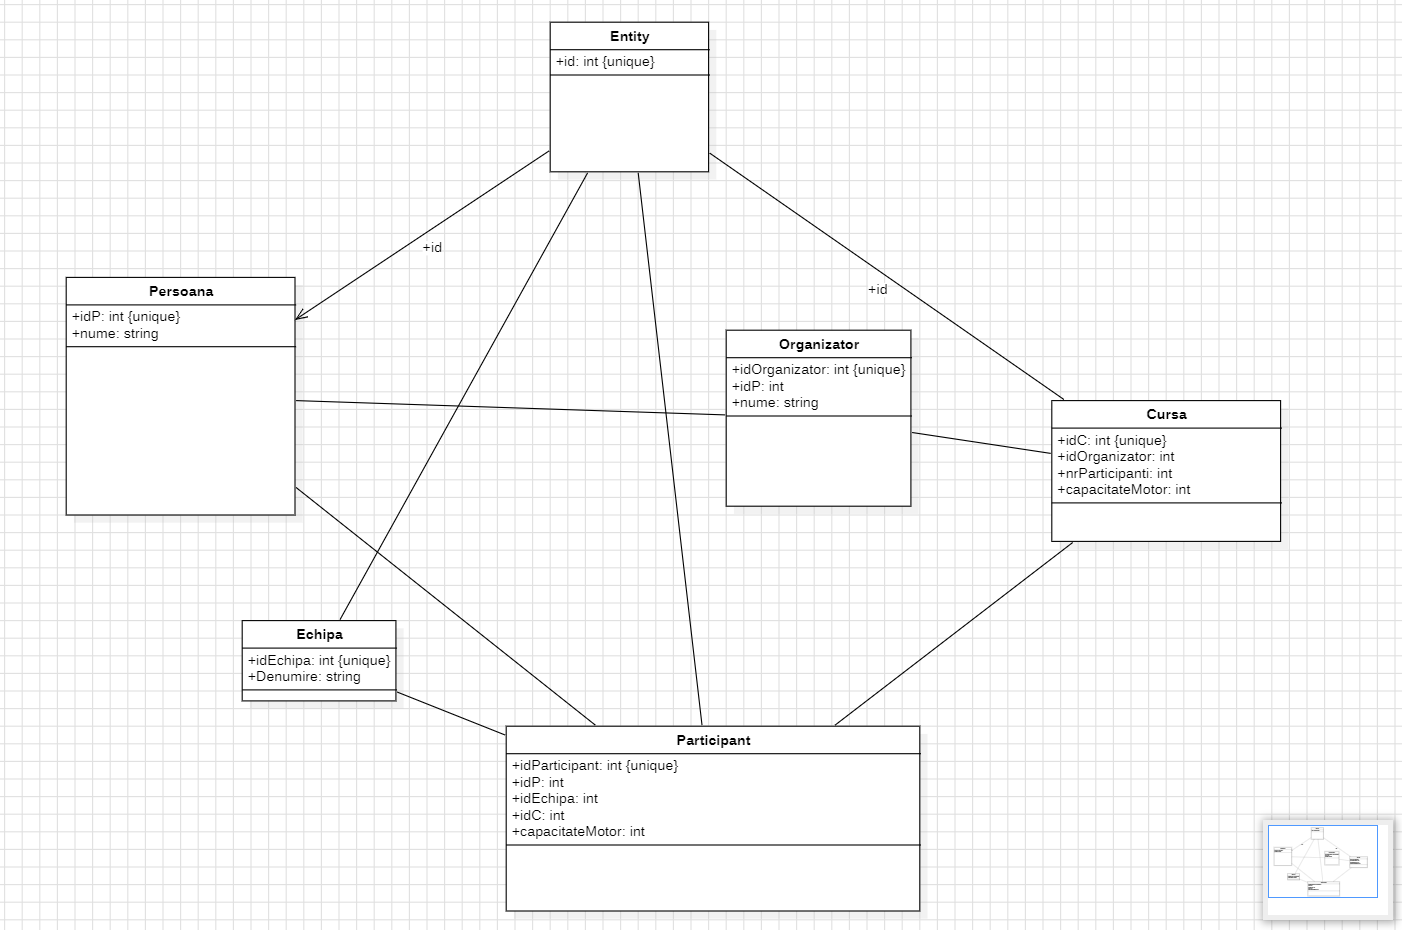 Entity
+id: int {unique}
+id
+id
Persoana
+idP: int {unique}
+nume: string
Organizator
+idOrganizator: int {unique}
+idP: int
+nume: string
Cursa
+idC: int {unique}
+idOrganizator: int
+nrParticipanti: int
+capacitateMotor: int
Echipa
+idEchipa: int {unique}
+Denumire: string
Participant
+idParticipant: int {unique}
+idP: int
+idEchipa: int
+idC: int
+capacitateMotor: int